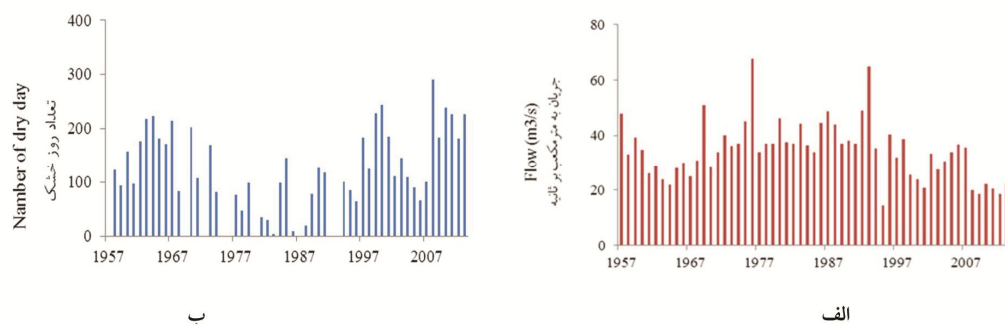 400
300
200
100
0
Namber of dry day
تعداد روز خشک
1957 1967 1977 1987 1997 2007
ب
80
60
40
20
0
Flow (m3/s)
جریان به مترمکعب بر ثانیه
1957 1967 1977 1987 1997 2007
الف